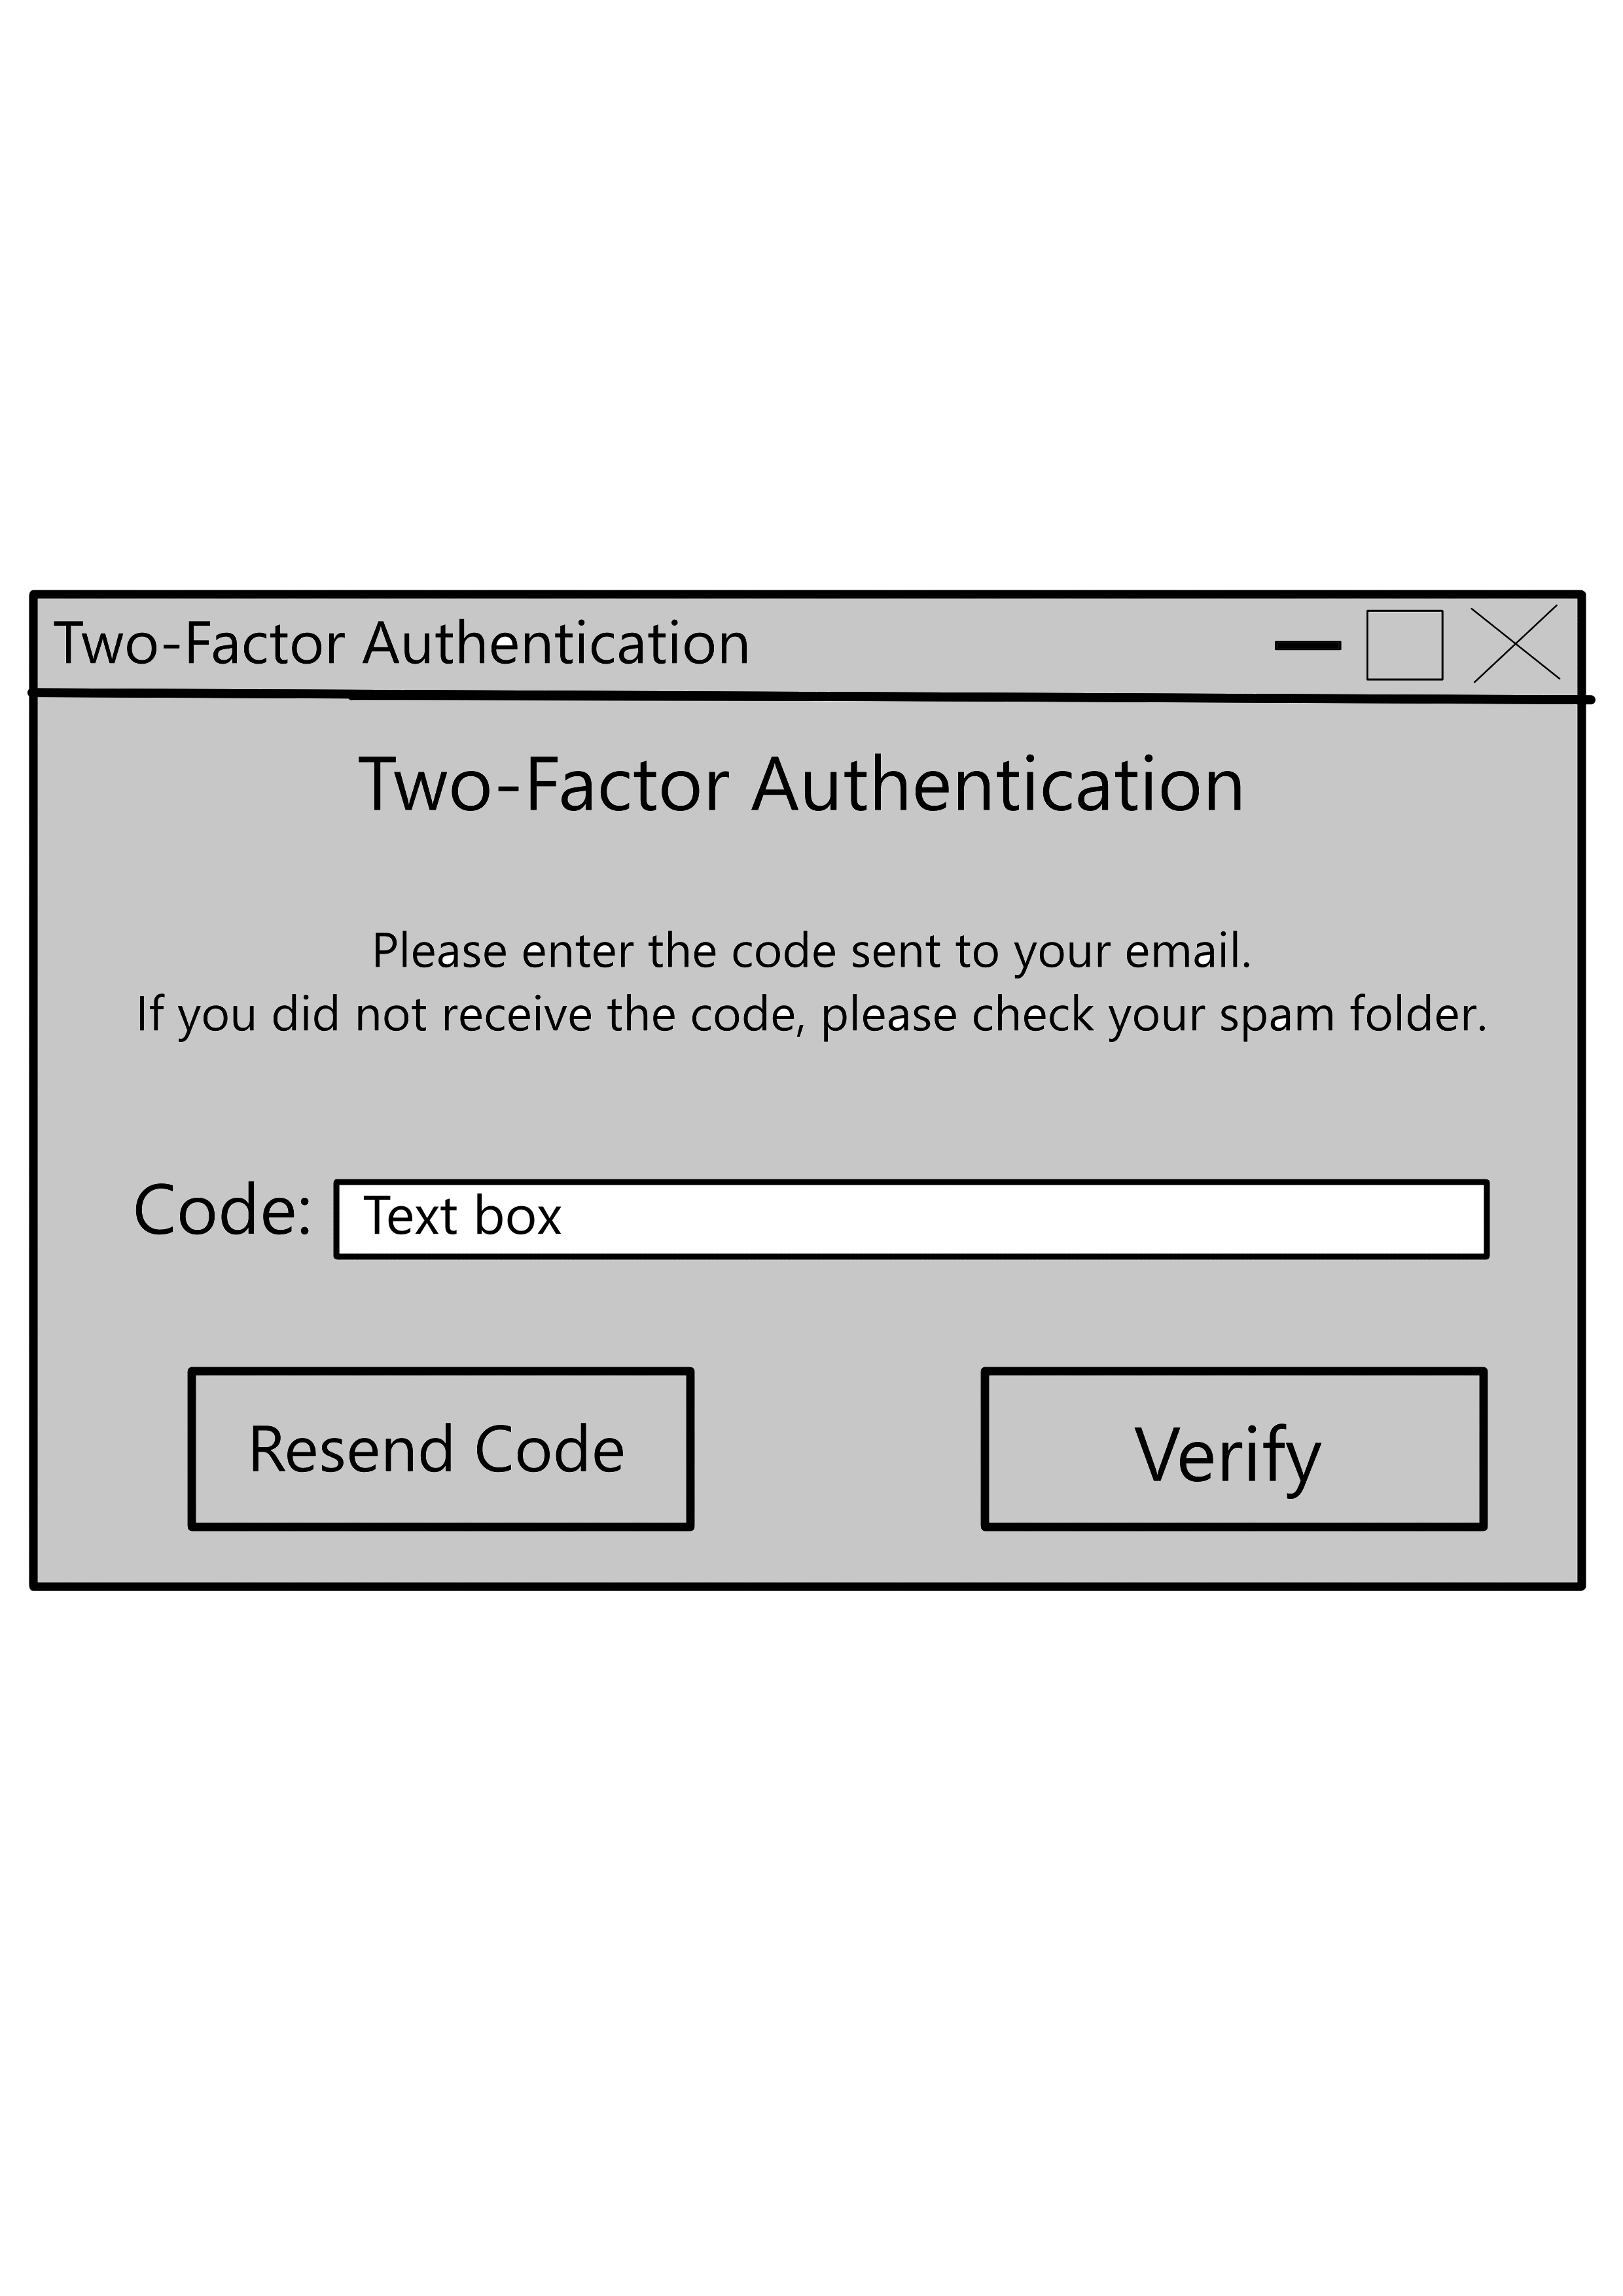 Two-Factor Authentication
Two-Factor Authentication
Please enter the code sent to your email.
If you did not receive the code, please check your spam folder.
Code: Text box
Resend Code
Verify